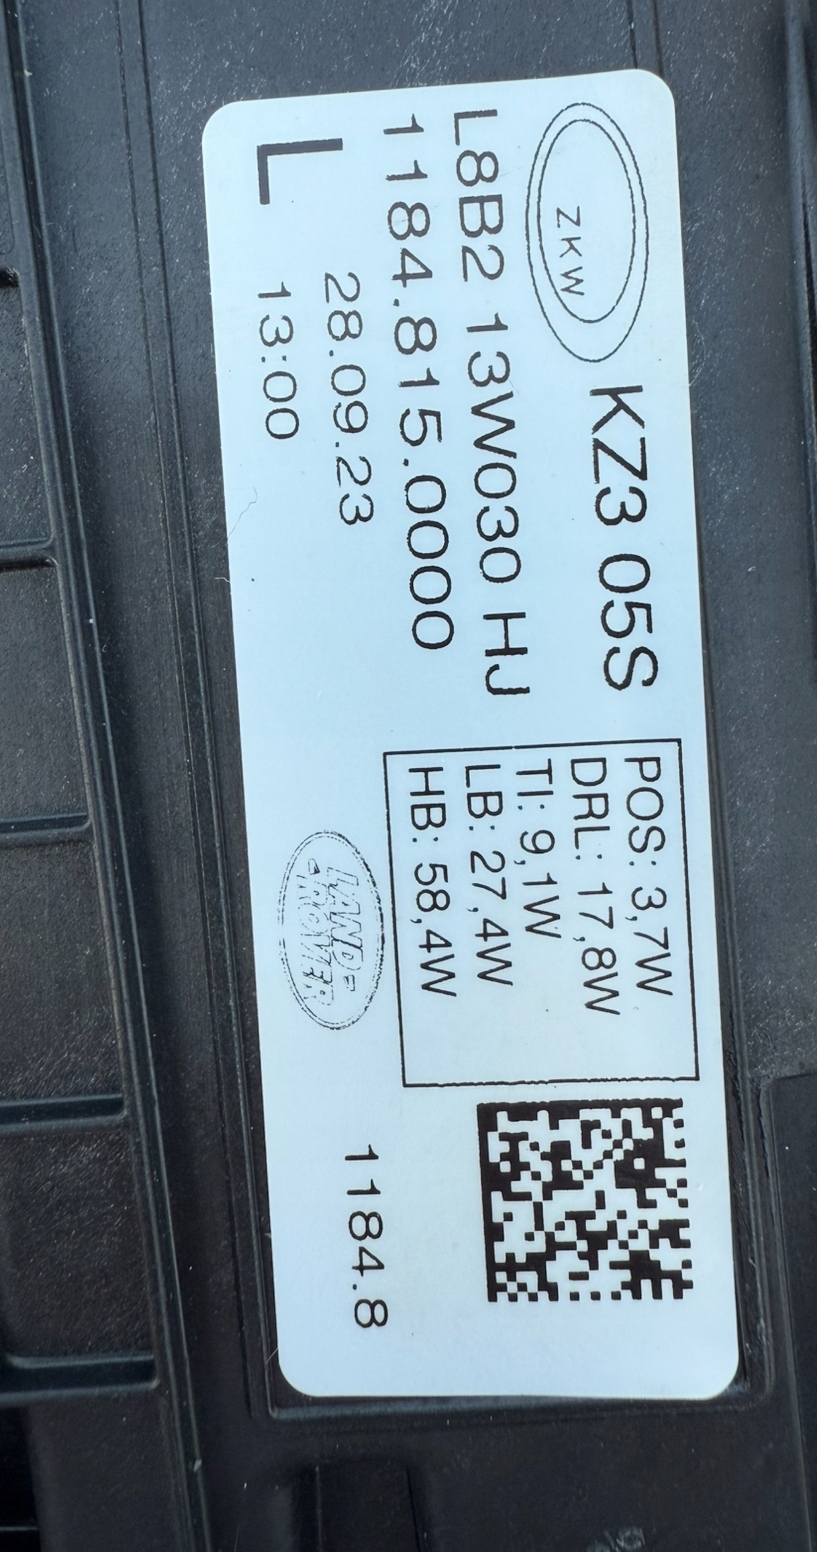 ZKW
KZ3 05S
L8B2 13W030 HJ
1184.815.0000
28.09.23
L
13:00
POS: 3,7W
DRL: 17,8W
TI: 9,1W
LB: 27,4W
HB: 58,4W
LAND-
ROVER
1184.8